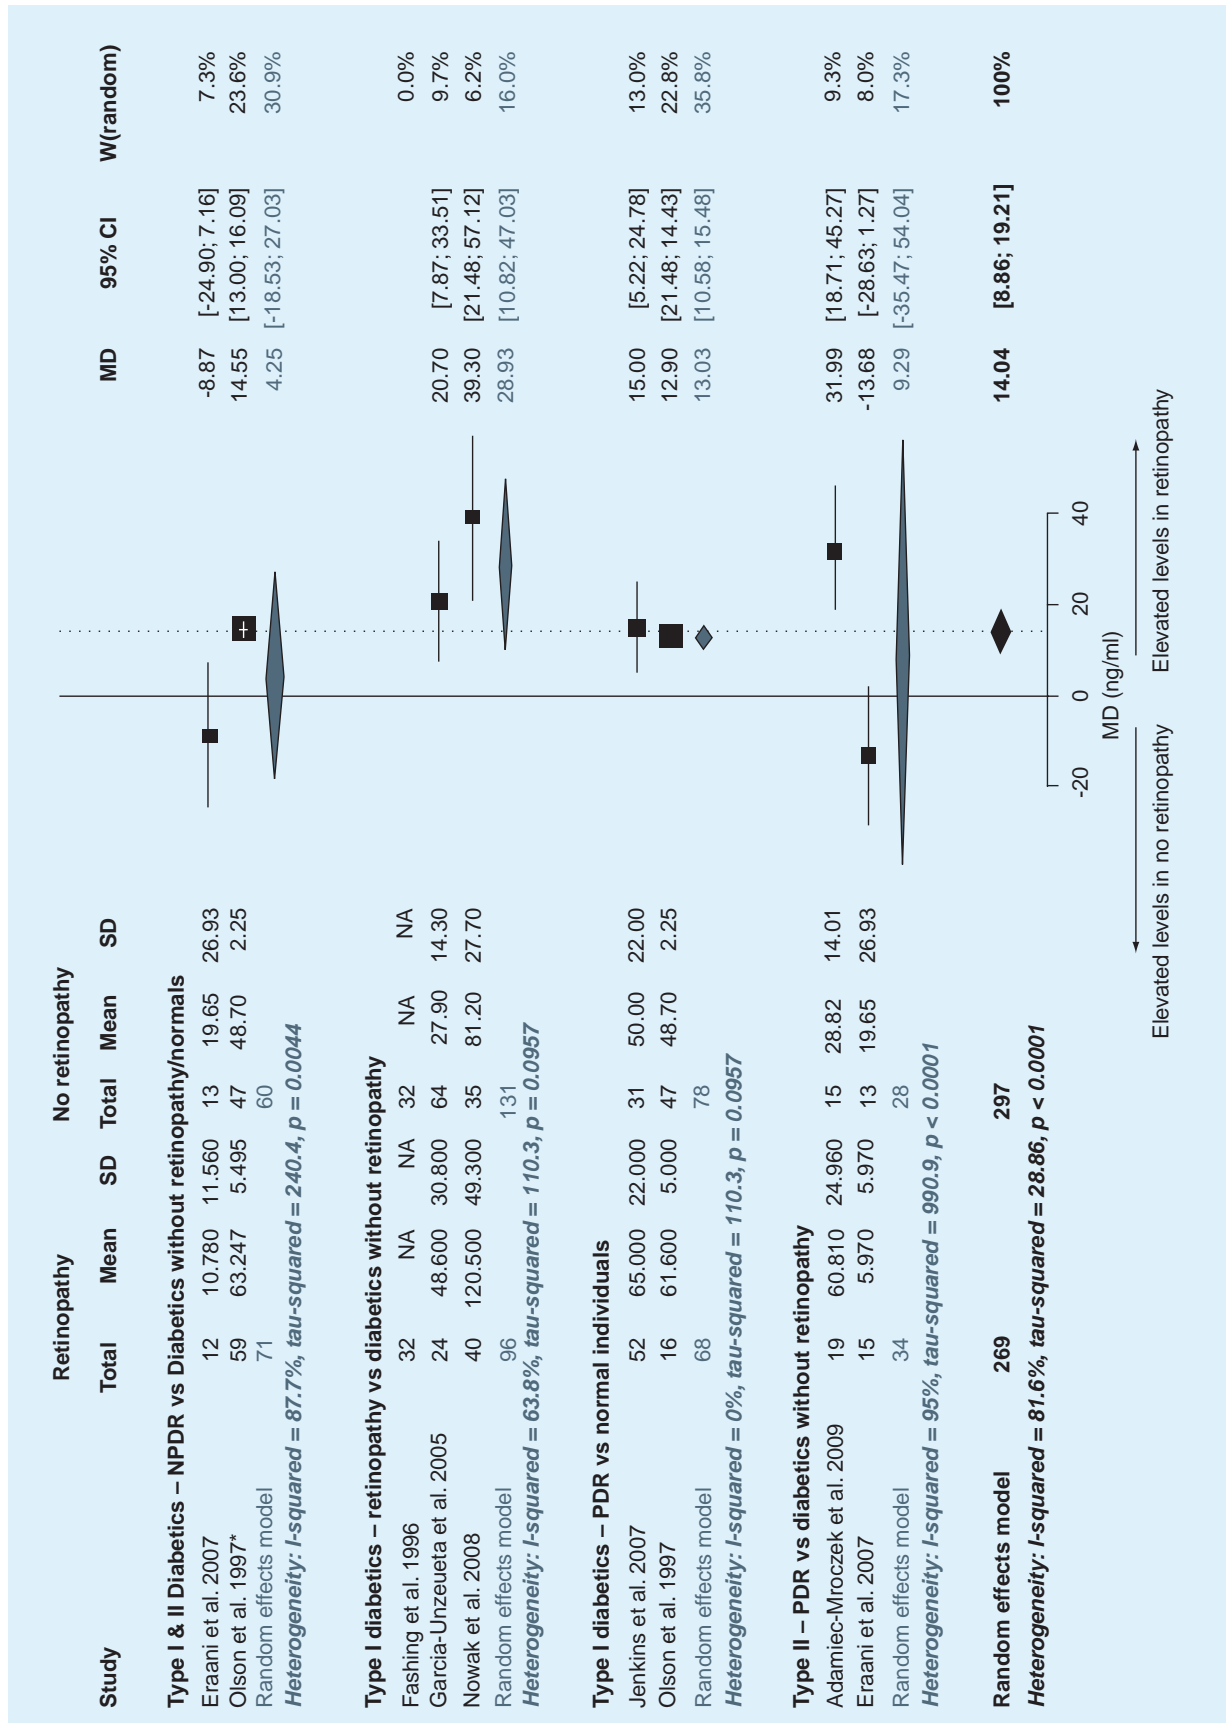 Retinopathy No retinopathy
Study Total Mean SD Total Mean SD MD 95% CI W(random)
Type I & II Diabetics – NPDR vs Diabetics without retinopathy/normals
Eraani et al. 2007 12 10.780 11.560 13 19.65 26.93 -8.87 [-24.90; 7.16] 7.3%
Olson et al. 1997* 59 63.247 5.495 47 48.70 2.25 14.55 [13.00; 16.09] 23.6%
Random effects model 71 60 4.25 [-18.53; 27.03] 30.9%
Heterogeneity: I-squared = 87.7%, tau-squared = 240.4, p = 0.0044
Type I diabetics – retinopathy vs diabetics without retinopathy
Fashing et al. 1996 32 NA NA 32 NA NA 0.0%
Garcia-Unzeueta et al. 2005 24 48.600 30.800 64 27.90 14.30 20.70 [7.87; 33.51] 9.7%
Nowak et al. 2008 40 120.500 49.300 35 81.20 27.70 39.30 [21.48; 57.12] 6.2%
Random effects model 96 131 28.93 [10.82; 47.03] 16.0%
Heterogeneity: I-squared = 63.8%, tau-squared = 110.3, p = 0.0957
Type I diabetics – PDR vs normal individuals
Jenkins et al. 2007 52 65.000 22.000 31 50.00 22.00 15.00 [5.22; 24.78] 13.0%
Olson et al. 1997 16 61.600 5.000 47 48.70 2.25 12.90 [21.48; 14.43] 22.8%
Random effects model 68 78 13.03 [10.58; 15.48] 35.8%
Heterogeneity: I-squared = 0%, tau-squared = 110.3, p = 0.0957
Type II – PDR vs diabetics without retinopathy
Adamiec-Mroczek et al. 2009 19 60.810 24.960 15 28.82 14.01 31.99 [18.71; 45.27] 9.3%
Eraani et al. 2007 15 5.970 5.970 13 19.65 26.93 -13.68 [-28.63; 1.27] 8.0%
Random effects model 34 28 9.29 [-35.47; 54.04] 17.3%
Heterogeneity: I-squared = 95%, tau-squared = 990.9, p < 0.0001
Random effects model 269 297 14.04 [8.86; 19.21] 100%
Heterogeneity: I-squared = 81.6%, tau-squared = 28.86, p < 0.0001
-20 0 20 40
MD (ng/ml)
Elevated levels in no retinopathy Elevated levels in retinopathy